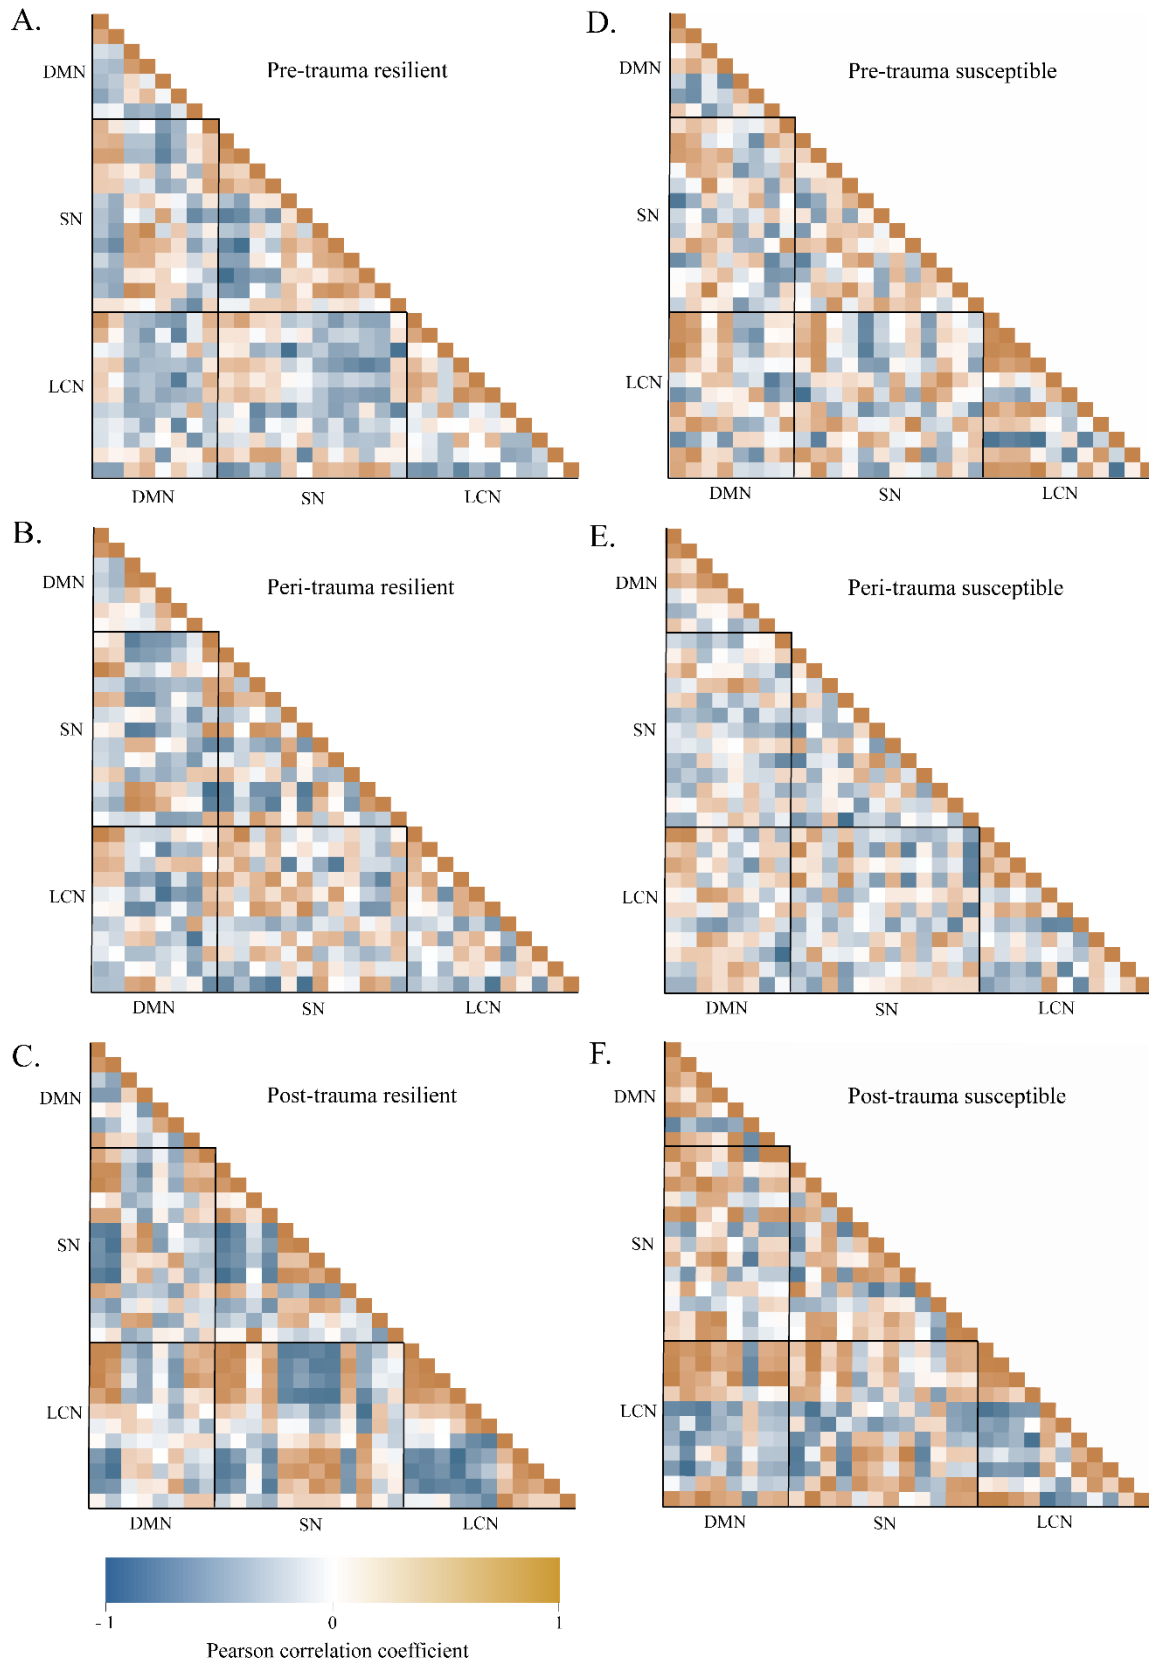 A.
Pre-trauma resilient
DMN
SN
LCN
DMN SN LCN
D.
Pre-trauma susceptible
DMN
SN
LCN
DMN SN LCN
B.
Peri-trauma resilient
DMN
SN
LCN
DMN SN LCN
E.
Peri-trauma susceptible
DMN
SN
LCN
DMN SN LCN
C.
Post-trauma resilient
DMN
SN
LCN
DMN SN LCN
F.
Post-trauma susceptible
DMN
SN
LCN
DMN SN LCN
- 1 0 1
Pearson correlation coefficient